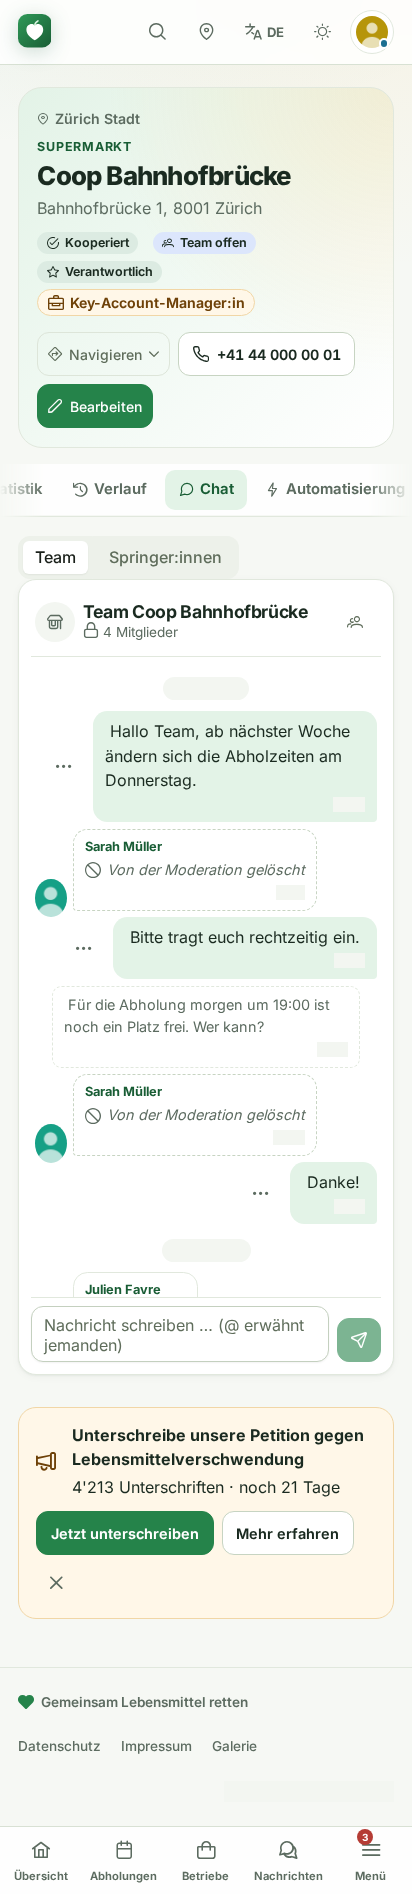 DE
Zürich Stadt
SUPERMARKT
Coop Bahnhofbrücke
Bahnhofbrücke 1, 8001 Zürich
Kooperiert
Team offen
Verantwortlich
Key-Account-Manager:in
Navigieren
+41 44 000 00 01
Bearbeiten
atistik
Verlauf
Chat
Automatisierung
Team
Springer:innen
Team Coop Bahnhofbrücke
4 Mitglieder
Hallo Team, ab nächster Woche
ändern sich die Abholzeiten am
Donnerstag.
Sarah Müller
Von der Moderation gelöscht
Bitte tragt euch rechtzeitig ein.
Für die Abholung morgen um 19:00 ist
noch ein Platz frei. Wer kann?
Sarah Müller
Von der Moderation gelöscht
Danke!
Julien Favre
Nachricht schreiben … (@ erwähnt
jemanden)
Unterschreibe unsere Petition gegen
Lebensmittelverschwendung
4'213 Unterschriften · noch 21 Tage
Jetzt unterschreiben
Mehr erfahren
Gemeinsam Lebensmittel retten
Datenschutz
Impressum
Galerie
3
Übersicht
Abholungen
Betriebe
Nachrichten
Menü